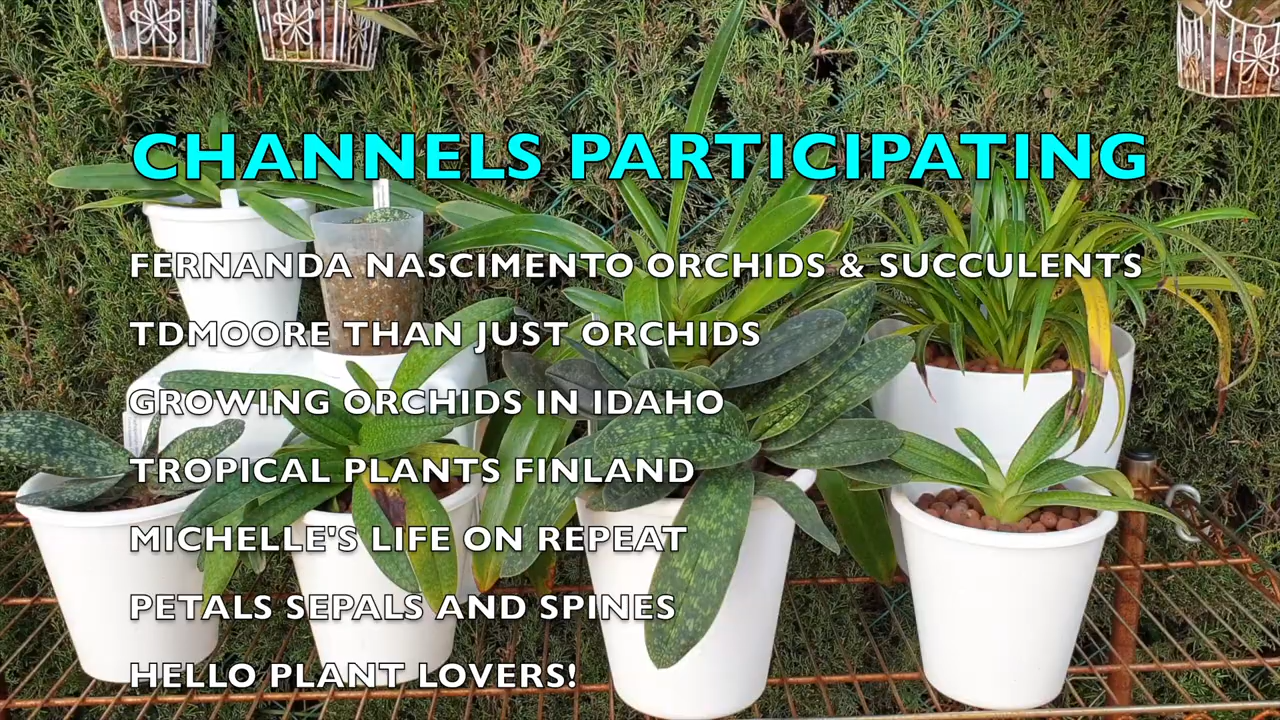 CHANNELS PARTICIPATING
FERNANDA NASCIMENTO ORCHIDS & SUCCULENTS
TDMOORE THAN JUST ORCHIDS
GROWING ORCHIDS IN IDAHO
TROPICAL PLANTS FINLAND
MICHELLE'S LIFE ON REPEAT
PETALS SEPALS AND SPINES
HELLO PLANT LOVERS!